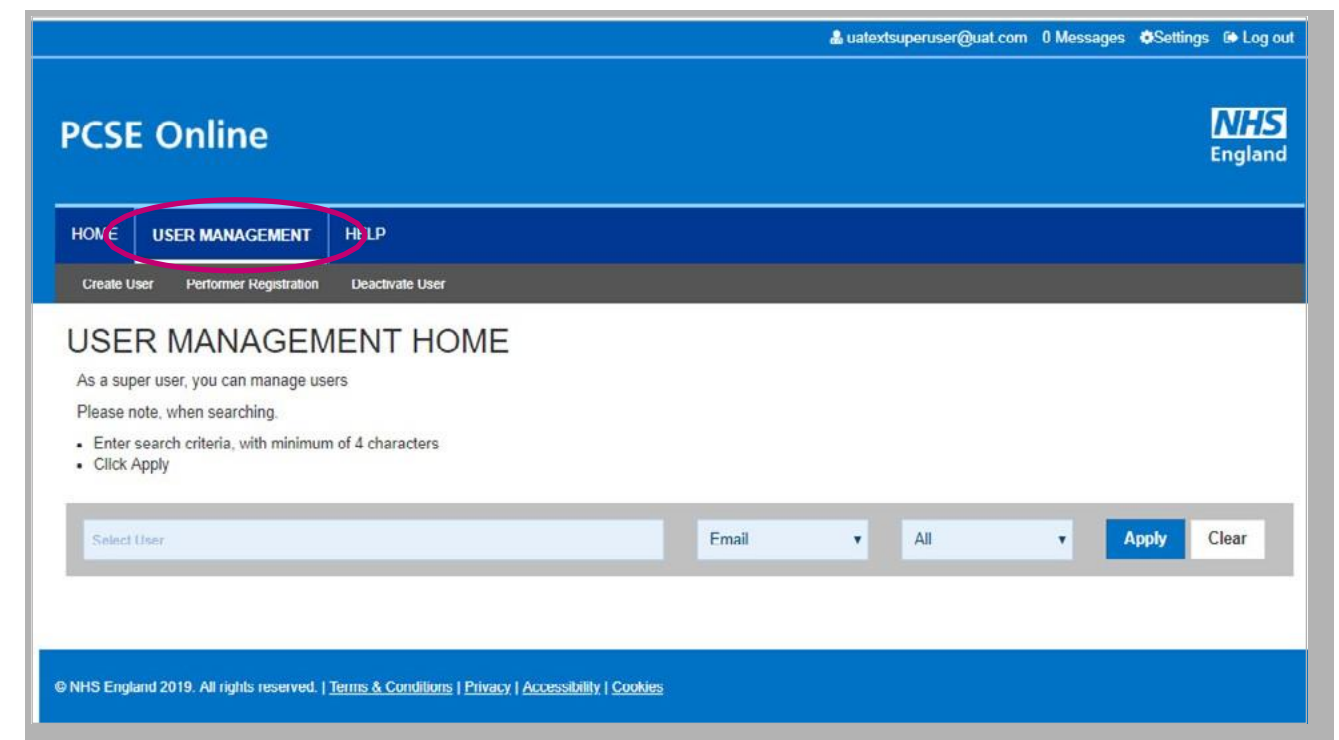 uatextsuperuser@uat.com 0 Messages Settings Log out
PCSE Online
NHS
England
HOME USER MANAGEMENT HELP
Create User Performer Registration Deactivate User
USER MANAGEMENT HOME
As a super user, you can manage users
Please note, when searching.
• Enter search criteria, with minimum of 4 characters
• Click Apply
Select User Email All Apply Clear
© NHS England 2019. All rights reserved. | Terms & Conditions | Privacy | Accessibility | Cookies